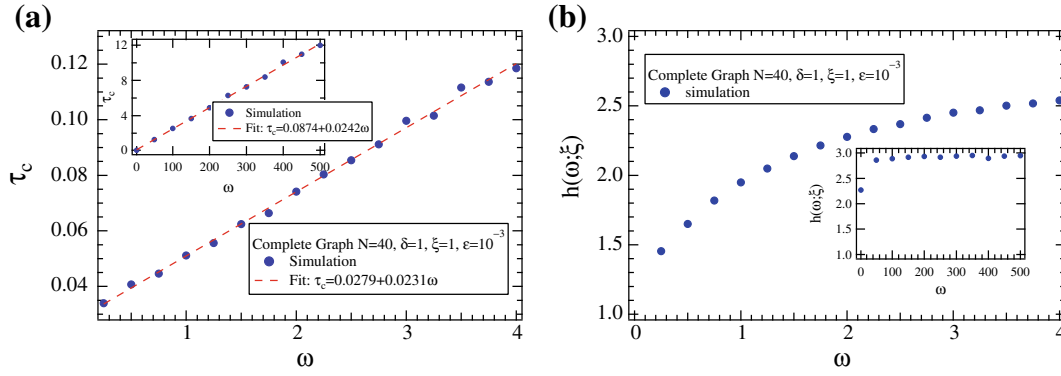 (a)
τc
0.12
0.10
0.08
0.06
0.04
1
2
3
4
ω
12
8
4
0
τc
0
100
200
300
400
500
ω
Simulation
Fit: τc=0.0874+0.0242ω
Complete Graph N=40, δ=1, ξ=1, ε=10⁻³
Simulation
Fit: τc=0.0279+0.0231ω
(b)
h(ω;ξ)
3.0
2.5
2.0
1.5
1.0
0
1
2
3
4
ω
Complete Graph N=40, δ=1, ξ=1, ε=10⁻³
simulation
h(ω;ξ)
3.0
2.0
1.0
0
100
200
300
400
500
ω